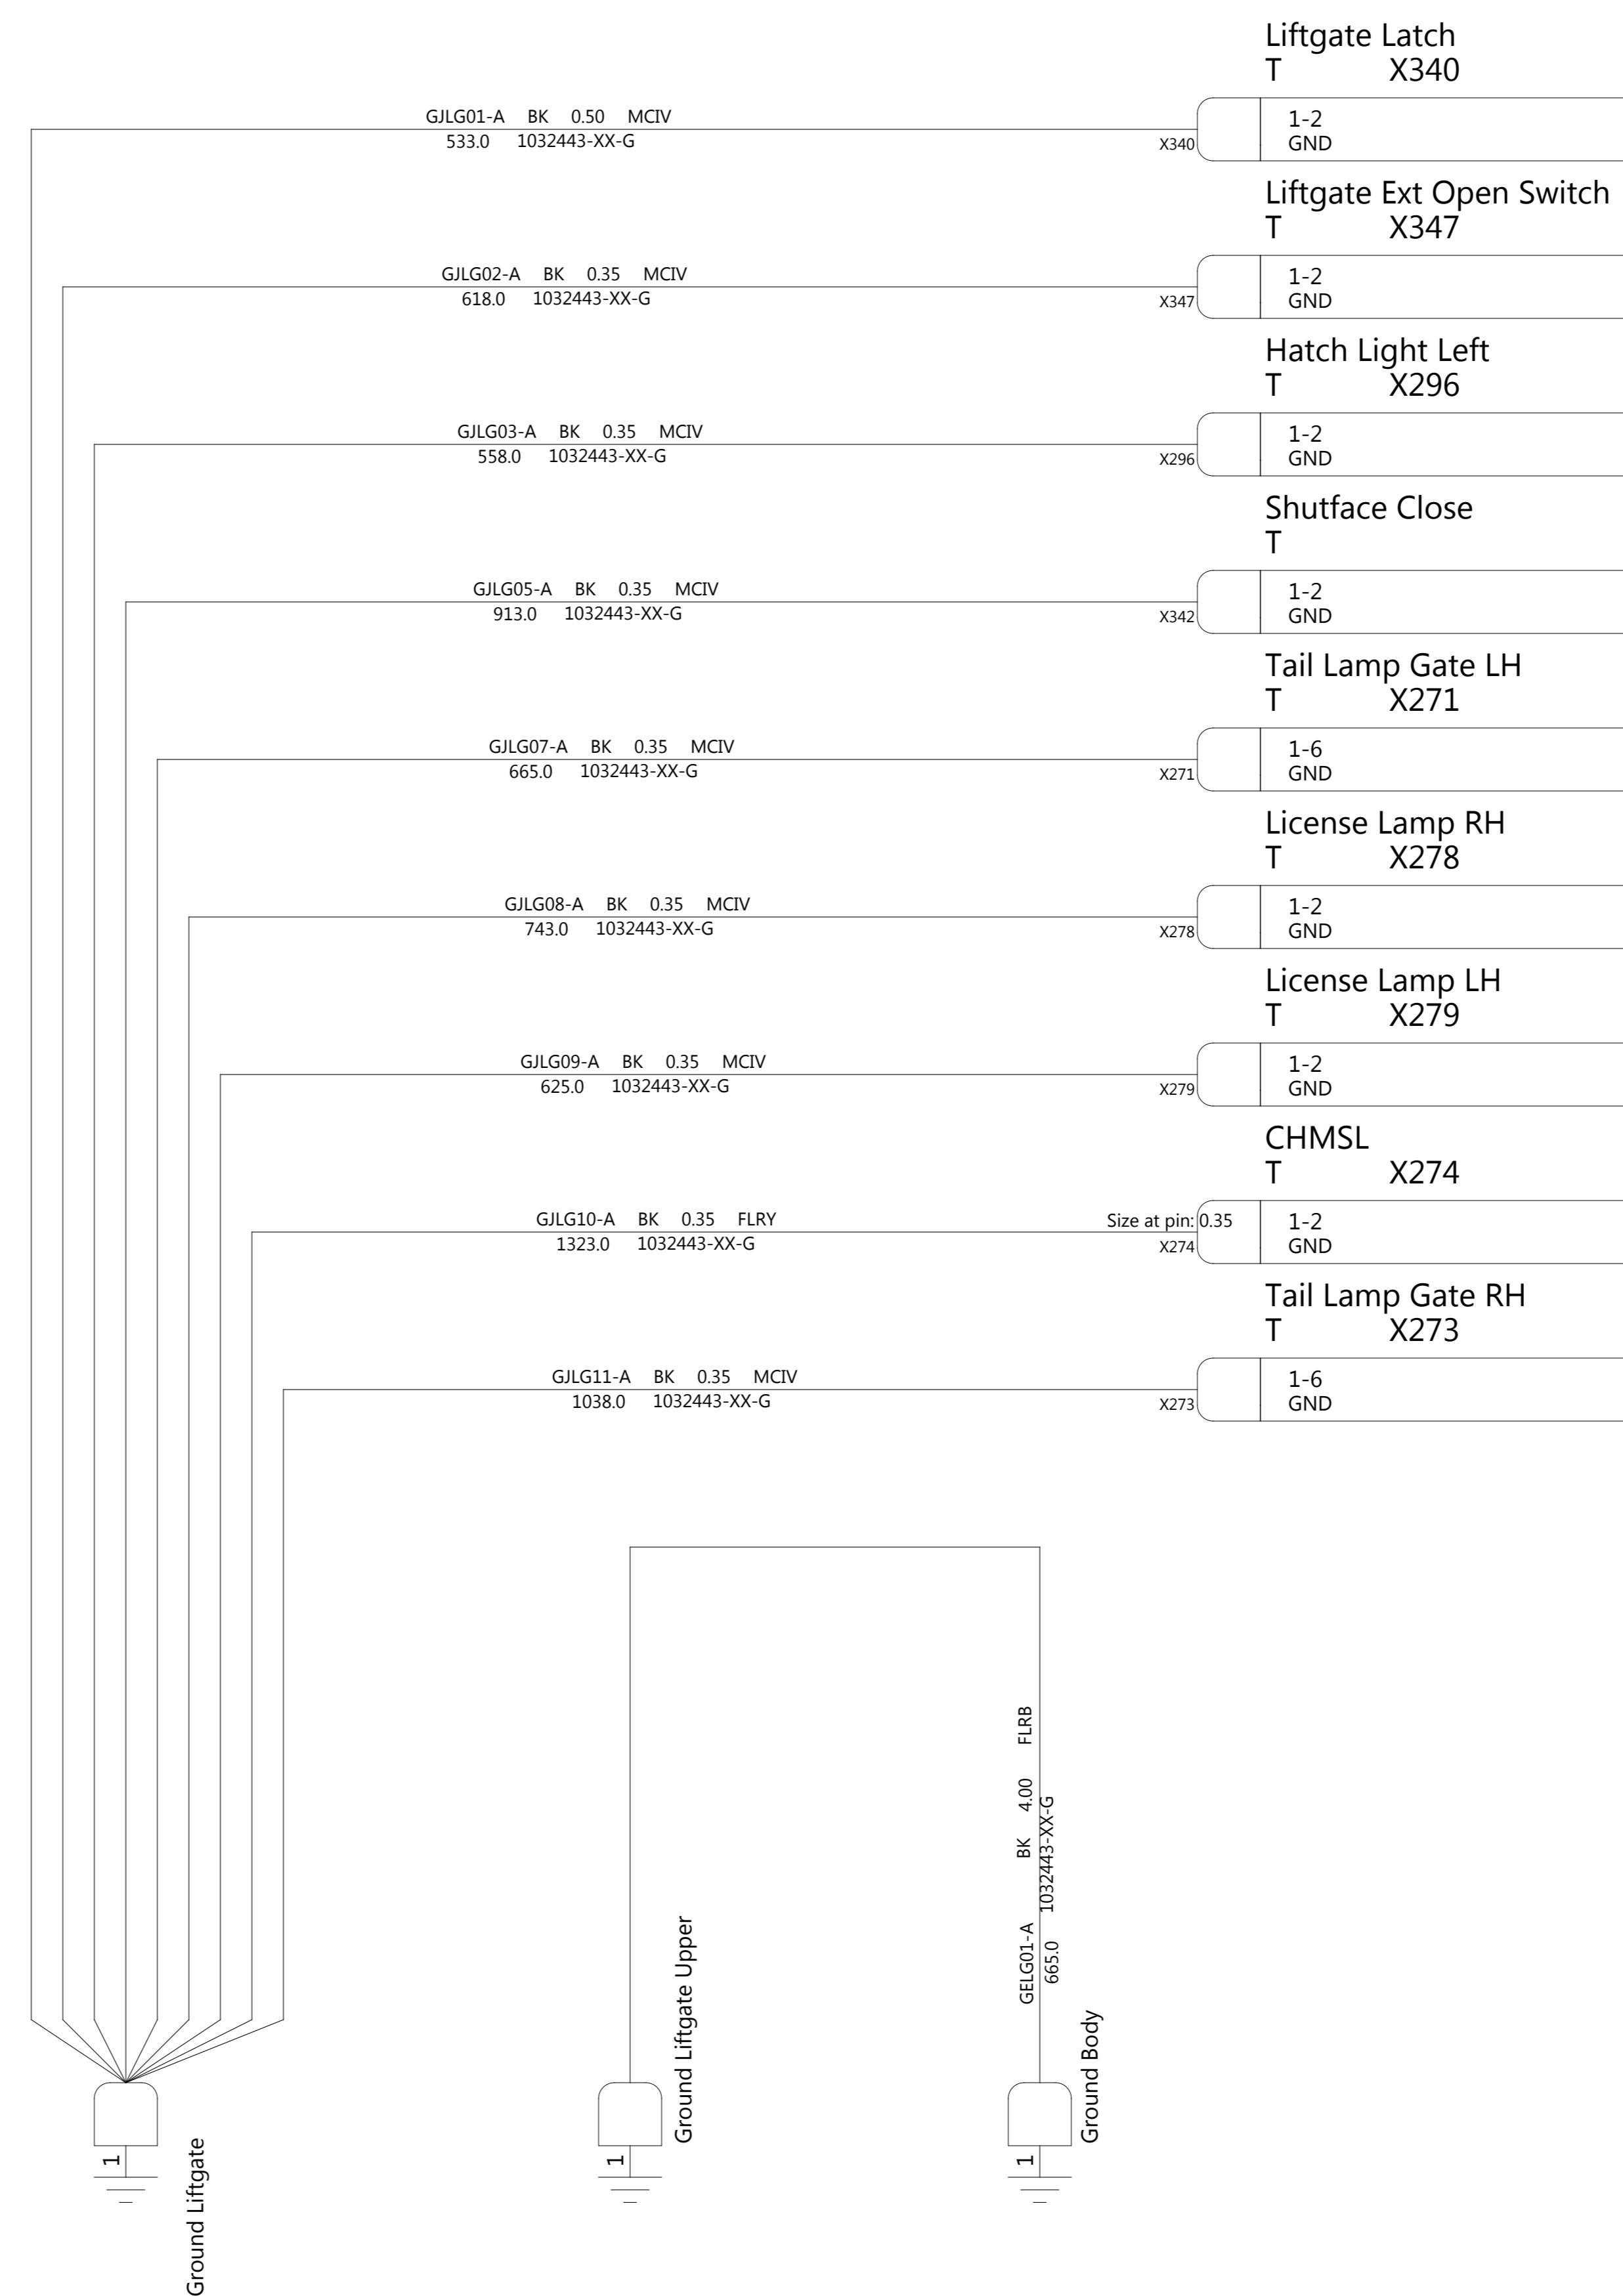 Liftgate Latch
T X340
GJLG01-A BK 0.50 MCIV
533.0 1032443-XX-G
X340
1-2
GND
Liftgate Ext Open Switch
T X347
GJLG02-A BK 0.35 MCIV
618.0 1032443-XX-G
X347
1-2
GND
Hatch Light Left
T X296
GJLG03-A BK 0.35 MCIV
558.0 1032443-XX-G
X296
1-2
GND
Shutface Close
T
GJLG05-A BK 0.35 MCIV
913.0 1032443-XX-G
X342
1-2
GND
Tail Lamp Gate LH
T X271
GJLG07-A BK 0.35 MCIV
665.0 1032443-XX-G
X271
1-6
GND
License Lamp RH
T X278
GJLG08-A BK 0.35 MCIV
743.0 1032443-XX-G
X278
1-2
GND
License Lamp LH
T X279
GJLG09-A BK 0.35 MCIV
625.0 1032443-XX-G
X279
1-2
GND
CHMSL
T X274
GJLG10-A BK 0.35 FLRY
1323.0 1032443-XX-G
Size at pin: 0.35
X274
1-2
GND
Tail Lamp Gate RH
T X273
GJLG11-A BK 0.35 MCIV
1038.0 1032443-XX-G
X273
1-6
GND
GELG01-A BK 4.00 FLRB
665.0 1032443-XX-G
1
Ground Liftgate
1
Ground Liftgate Upper
1
Ground Body